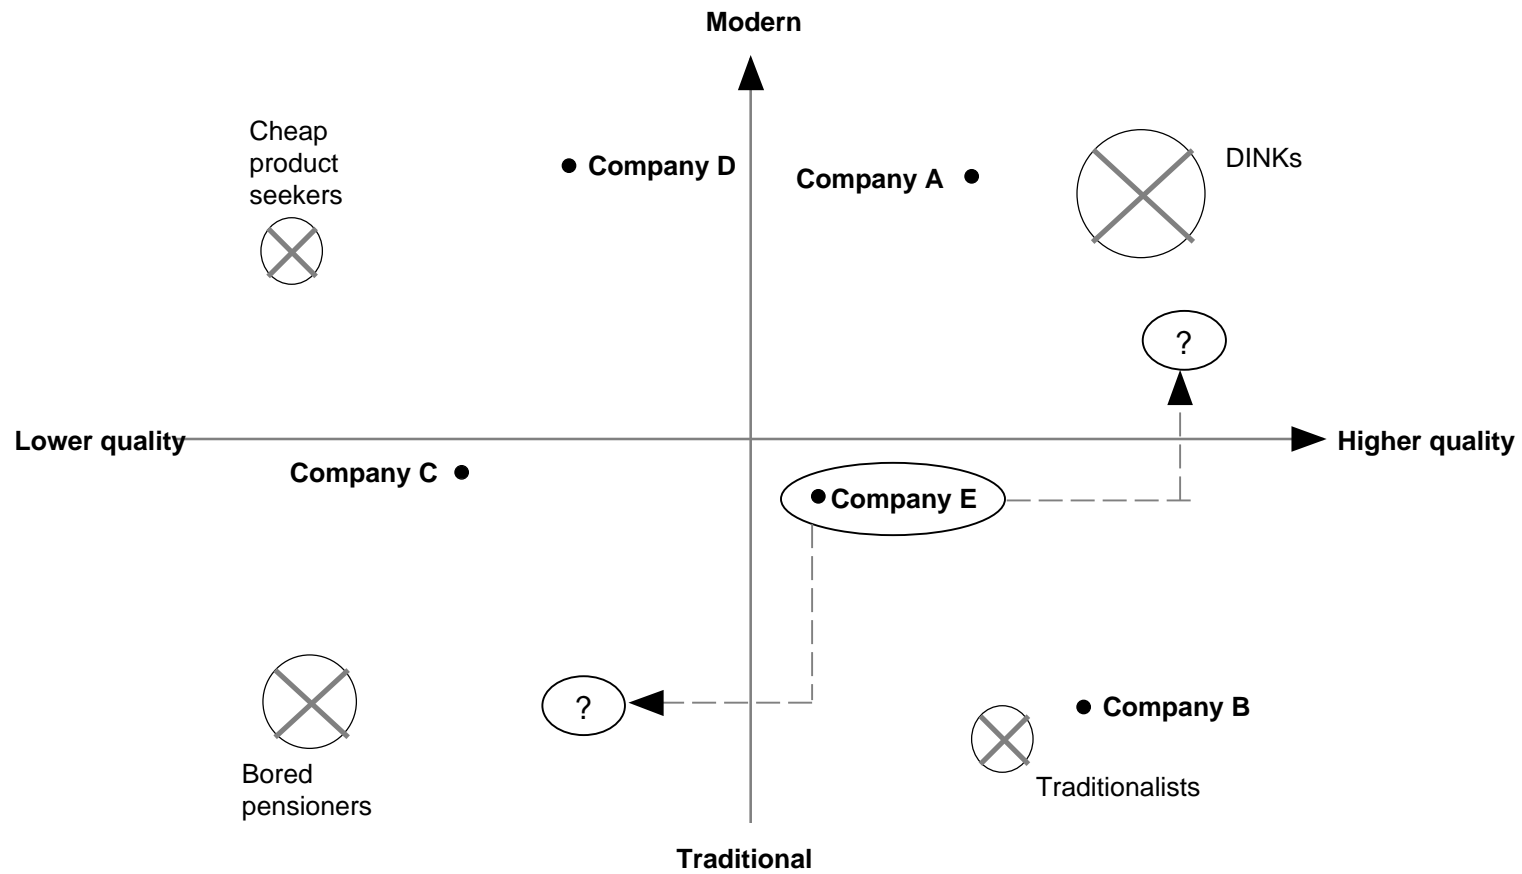 Modern
Cheap
product
seekers
Company D
Company A
DINKs
?
Lower quality
Higher quality
Company C
Company E
?
Company B
Bored
pensioners
Traditionalists
Traditional